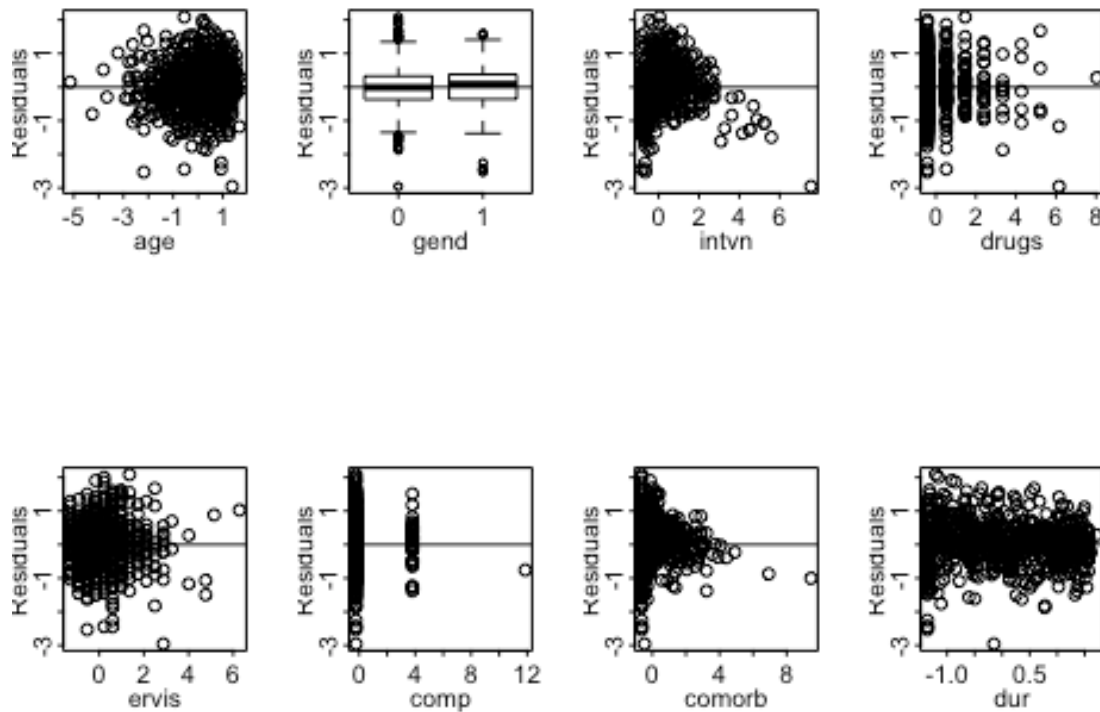 Residuals
1
-1
-3
-5 -3 -1 1
age
Residuals
1
-1
-3
0 1
gend
Residuals
1
-1
-3
0 2 4 6
intvn
Residuals
1
-1
-3
0 2 4 6 8
drugs
Residuals
1
-1
-3
0 2 4 6
ervis
Residuals
1
-1
-3
0 4 8 12
comp
Residuals
1
-1
-3
0 4 8
comorb
Residuals
1
-1
-3
-1.0 0.5
dur